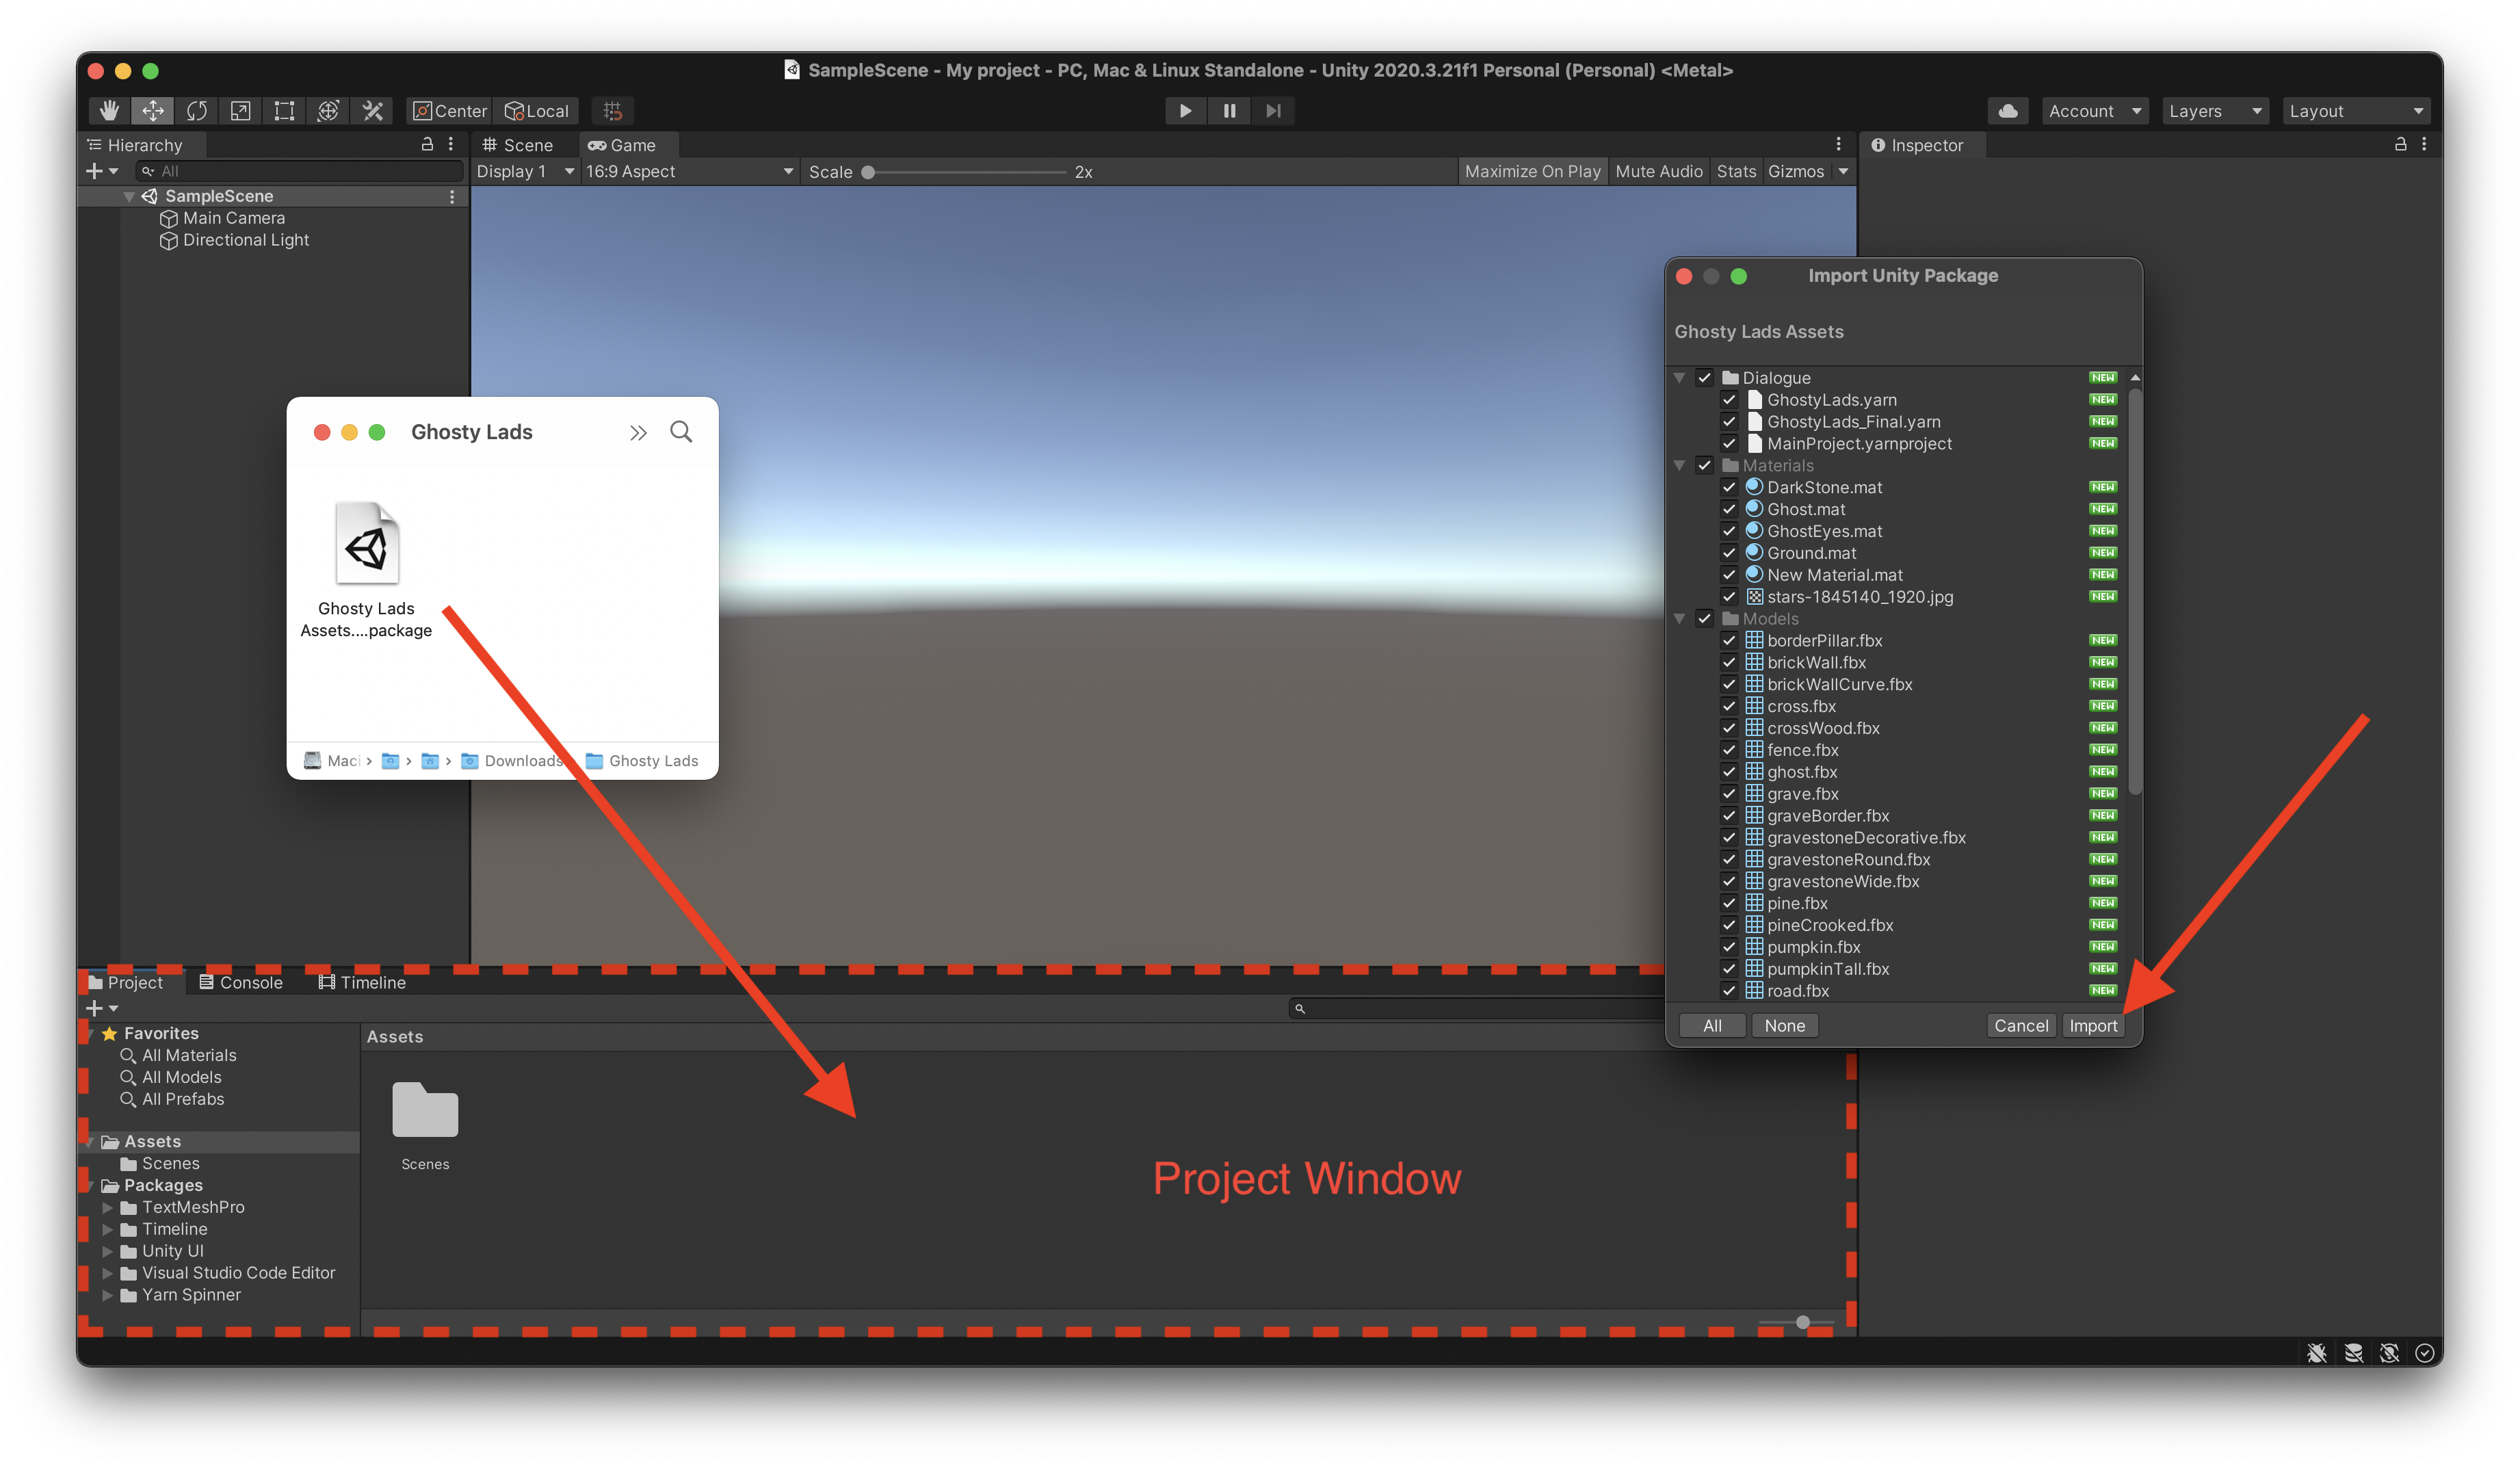 SampleScene - My project - PC, Mac & Linux Standalone - Unity 2020.3.21f1 Personal (Personal) <Metal>
Center
Local
Account
Layers
Layout
Hierarchy
All
SampleScene
Main Camera
Directional Light
Scene
Game
Display 1
16:9 Aspect
Scale
2x
Maximize On Play
Mute Audio
Stats
Gizmos
Inspector
Ghosty Lads
Ghosty Lads
Assets....package
Maci
Downloads
Ghosty Lads
Import Unity Package
Ghosty Lads Assets
Dialogue NEW
GhostyLads.yarn NEW
GhostyLads_Final.yarn NEW
MainProject.yarnproject NEW
Materials
DarkStone.mat NEW
Ghost.mat NEW
GhostEyes.mat NEW
Ground.mat NEW
New Material.mat NEW
stars-1845140_1920.jpg NEW
Models
borderPillar.fbx NEW
brickWall.fbx NEW
brickWallCurve.fbx NEW
cross.fbx NEW
crossWood.fbx NEW
fence.fbx NEW
ghost.fbx NEW
grave.fbx NEW
graveBorder.fbx NEW
gravestoneDecorative.fbx NEW
gravestoneRound.fbx NEW
gravestoneWide.fbx NEW
pine.fbx NEW
pineCrooked.fbx NEW
pumpkin.fbx NEW
pumpkinTall.fbx NEW
road.fbx NEW
All
None
Cancel
Import
Project
Console
Timeline
Favorites
All Materials
All Models
All Prefabs
Assets
Scenes
Packages
TextMeshPro
Timeline
Unity UI
Visual Studio Code Editor
Yarn Spinner
Assets
Scenes
Project Window